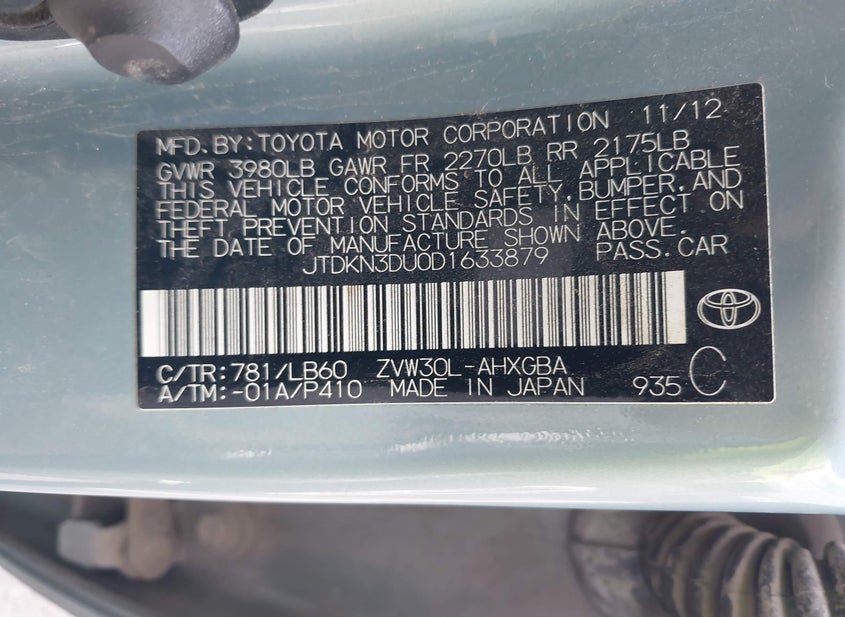 MFD. BY: TOYOTA MOTOR CORPORATION 11/12
GVWR 3980LB GAWR FR 2270LB RR 2175LB
THIS VEHICLE CONFORMS TO ALL APPLICABLE
FEDERAL MOTOR VEHICLE SAFETY, BUMPER, AND
THEFT PREVENTION STANDARDS IN EFFECT ON
THE DATE OF MANUFACTURE SHOWN ABOVE.
JTDKN3DU0D1633879 PASS. CAR
C/TR: 781/LB60 ZVW30L-AHXGBA
A/TM: -01A/P410 MADE IN JAPAN 935 C